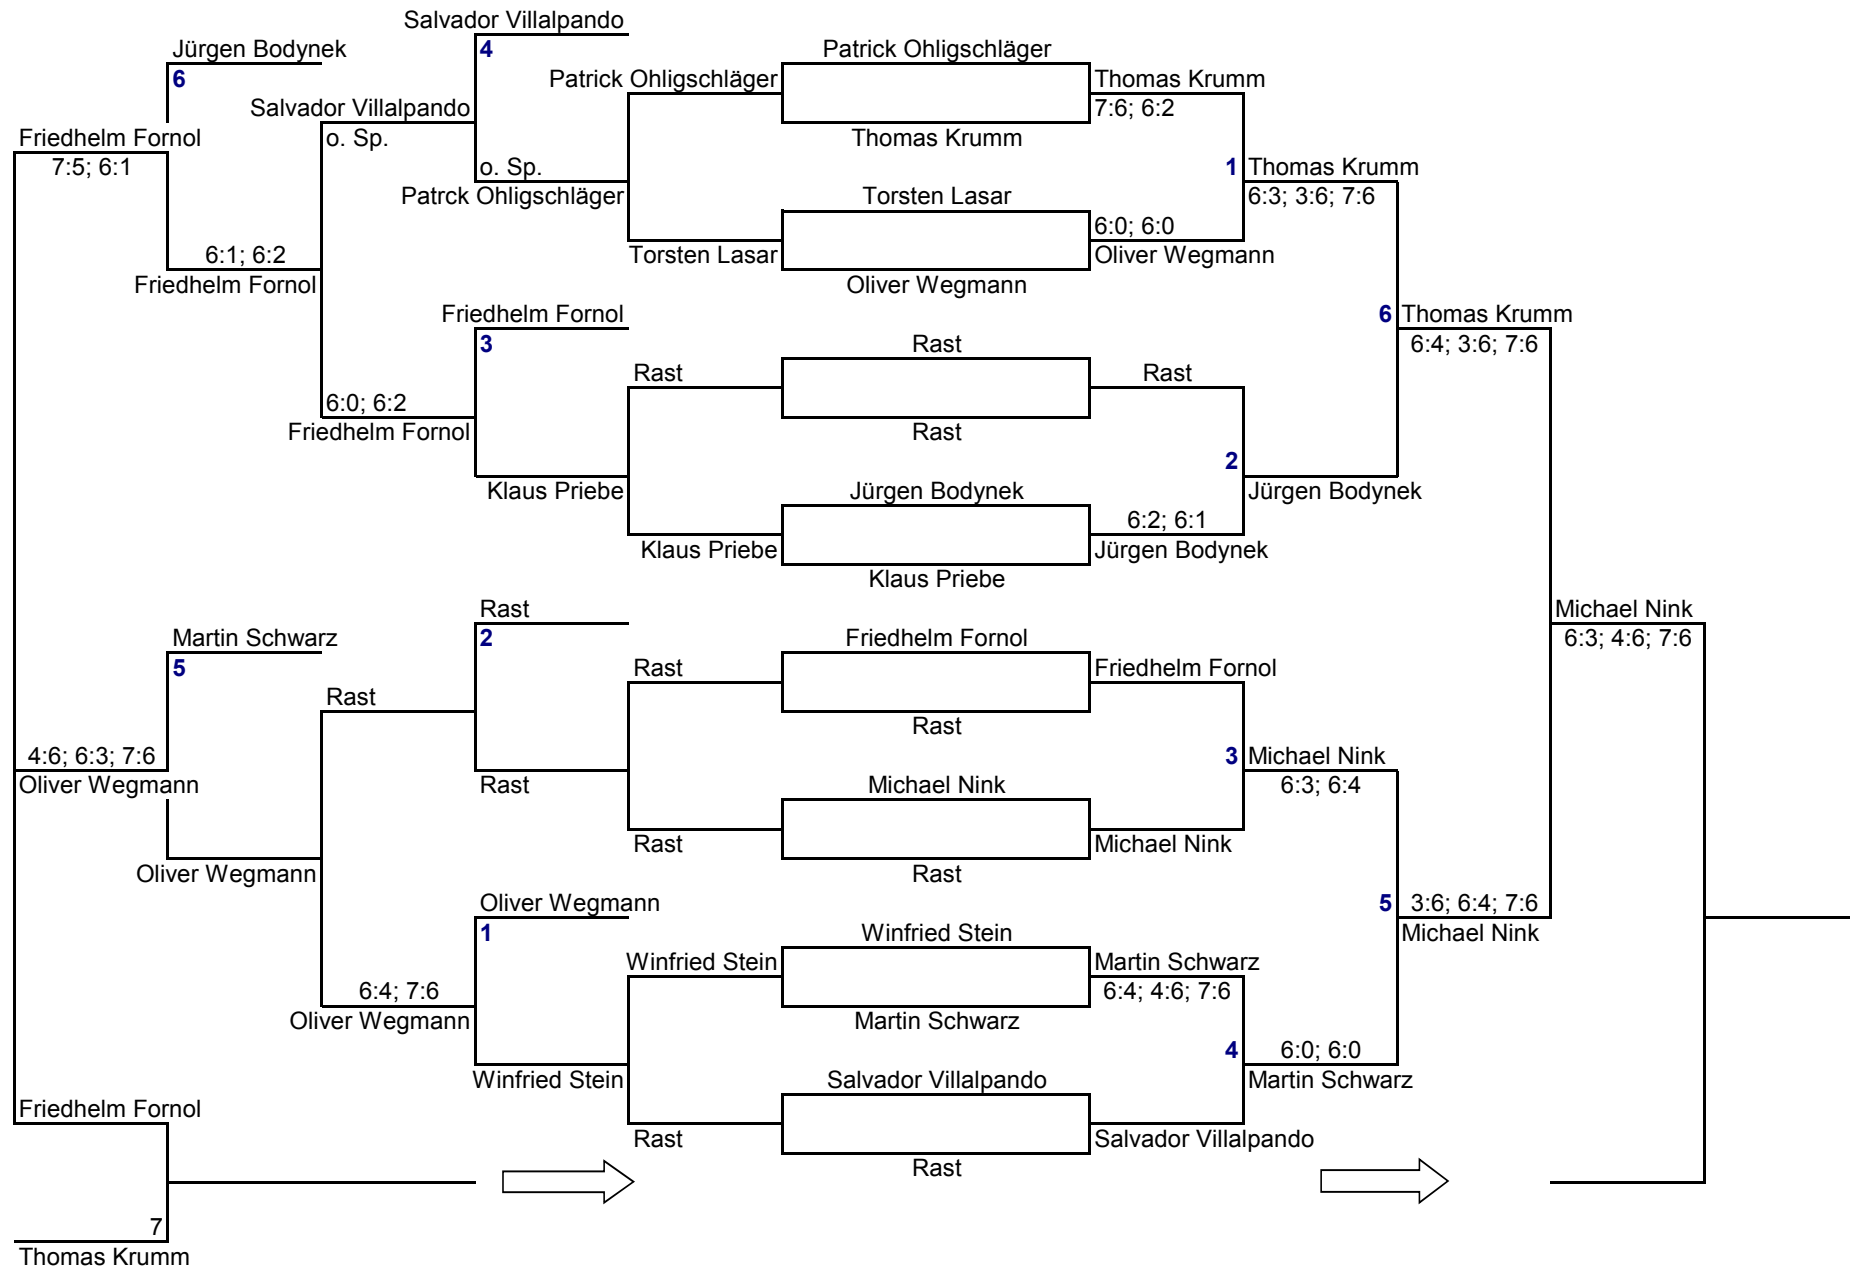 Salvador Villalpando
Jürgen Bodynek
4
Patrick Ohligschläger
6
Patrick Ohligschläger
Thomas Krumm
Salvador Villalpando
7:6; 6:2
Friedhelm Fornol
o. Sp.
Thomas Krumm
7:5; 6:1
o. Sp.
1
Thomas Krumm
Patrck Ohligschläger
Torsten Lasar
6:3; 3:6; 7:6
6:0; 6:0
6:1; 6:2
Torsten Lasar
Oliver Wegmann
Friedhelm Fornol
Oliver Wegmann
Friedhelm Fornol
6
Thomas Krumm
3
Rast
6:4; 3:6; 7:6
Rast
Rast
6:0; 6:2
Friedhelm Fornol
Rast
2
Klaus Priebe
Jürgen Bodynek
Jürgen Bodynek
6:2; 6:1
Klaus Priebe
Jürgen Bodynek
Klaus Priebe
Rast
Michael Nink
Martin Schwarz
2
Friedhelm Fornol
6:3; 4:6; 7:6
5
Rast
Friedhelm Fornol
Rast
Rast
4:6; 6:3; 7:6
3
Michael Nink
Oliver Wegmann
Rast
Michael Nink
6:3; 6:4
Rast
Michael Nink
Oliver Wegmann
Rast
Oliver Wegmann
5
3:6; 6:4; 7:6
1
Winfried Stein
Michael Nink
Winfried Stein
Martin Schwarz
6:4; 7:6
6:4; 4:6; 7:6
Oliver Wegmann
Martin Schwarz
4
6:0; 6:0
Winfried Stein
Salvador Villalpando
Martin Schwarz
Friedhelm Fornol
Rast
Salvador Villalpando
Rast
7
Thomas Krumm